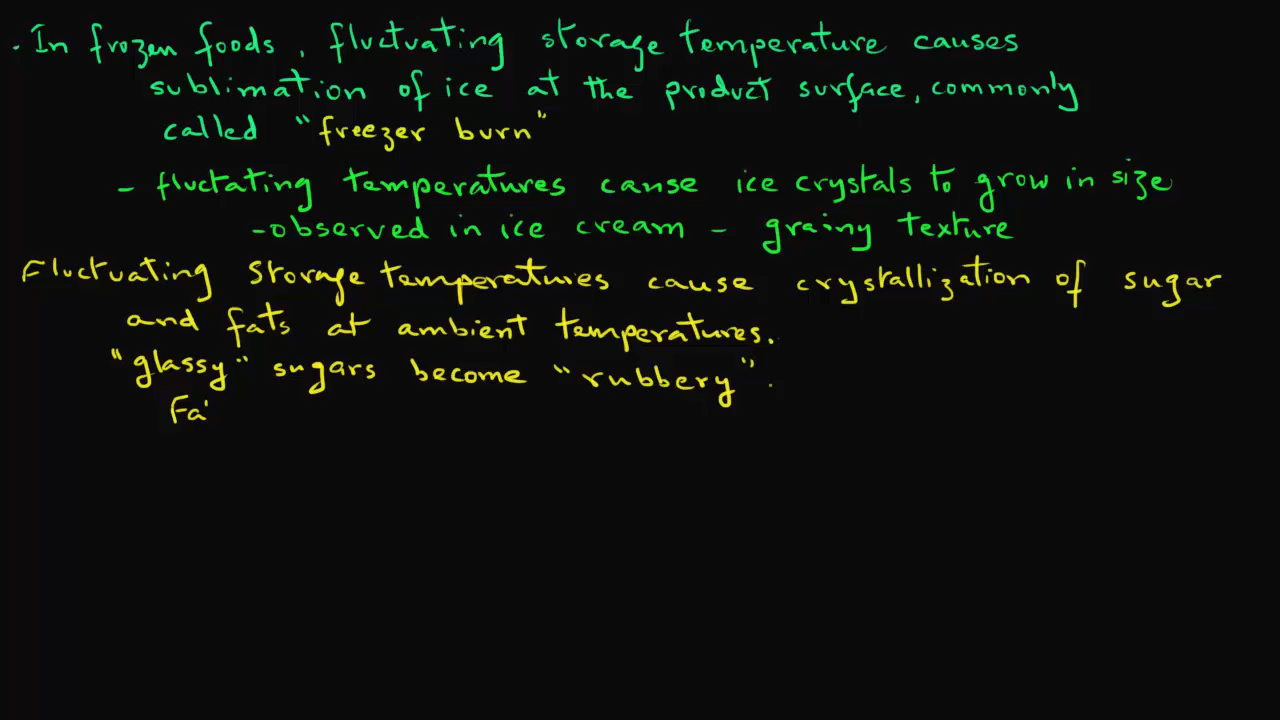 . In frozen foods, fluctuating storage temperature causes
sublimation of ice at the product surface, commonly
called "freezer burn"
- fluctating temperatures cause ice crystals to grow in size
- observed in ice cream - grainy texture
Fluctuating storage temperatures cause crystallization of sugar
and fats at ambient temperatures.
"glassy" sugars become "rubbery".
Fa